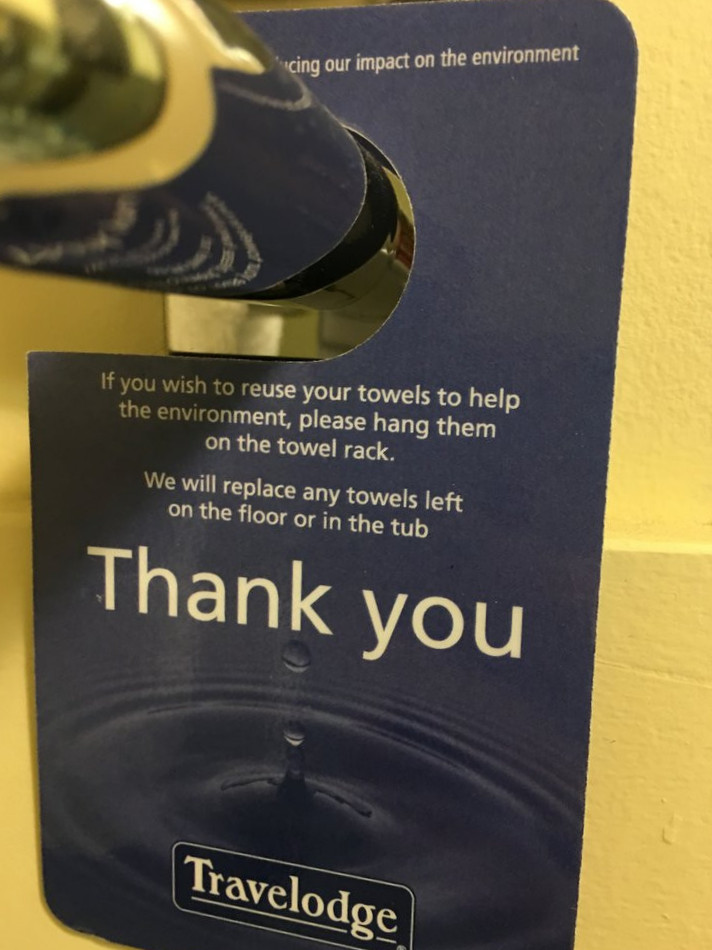 our impact on the environment
If you wish to reuse your towels to help
the environment, please hang them
on the towel rack.
We will replace any towels left
on the floor or in the tub
Thank you
Travelodge